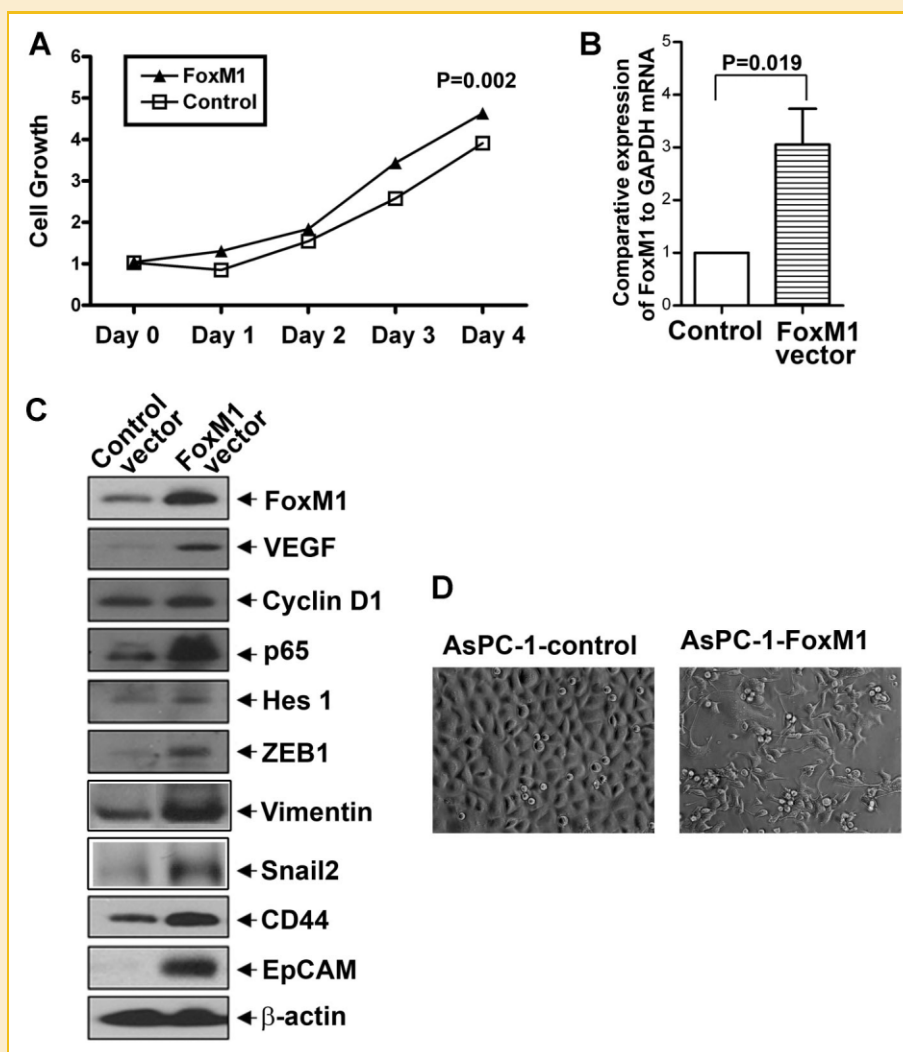 A
Cell Growth
6
5
4
3
2
1
0
FoxM1
Control
P=0.002
Day 0 Day 1 Day 2 Day 3 Day 4
B
Comparative expression
of FoxM1 to GAPDH mRNA
5
4
3
2
1
0
P=0.019
Control
FoxM1
vector
C
Control
vector
FoxM1
vector
FoxM1
VEGF
Cyclin D1
p65
Hes 1
ZEB1
Vimentin
Snail2
CD44
EpCAM
β-actin
D
AsPC-1-control
AsPC-1-FoxM1